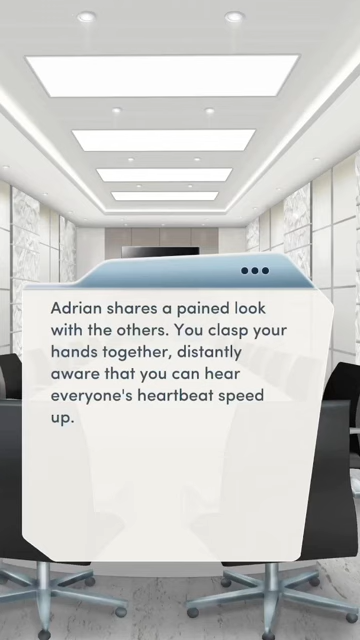 Adrian shares a pained look
with the others. You clasp your
hands together, distantly
aware that you can hear
everyone's heartbeat speed
up.